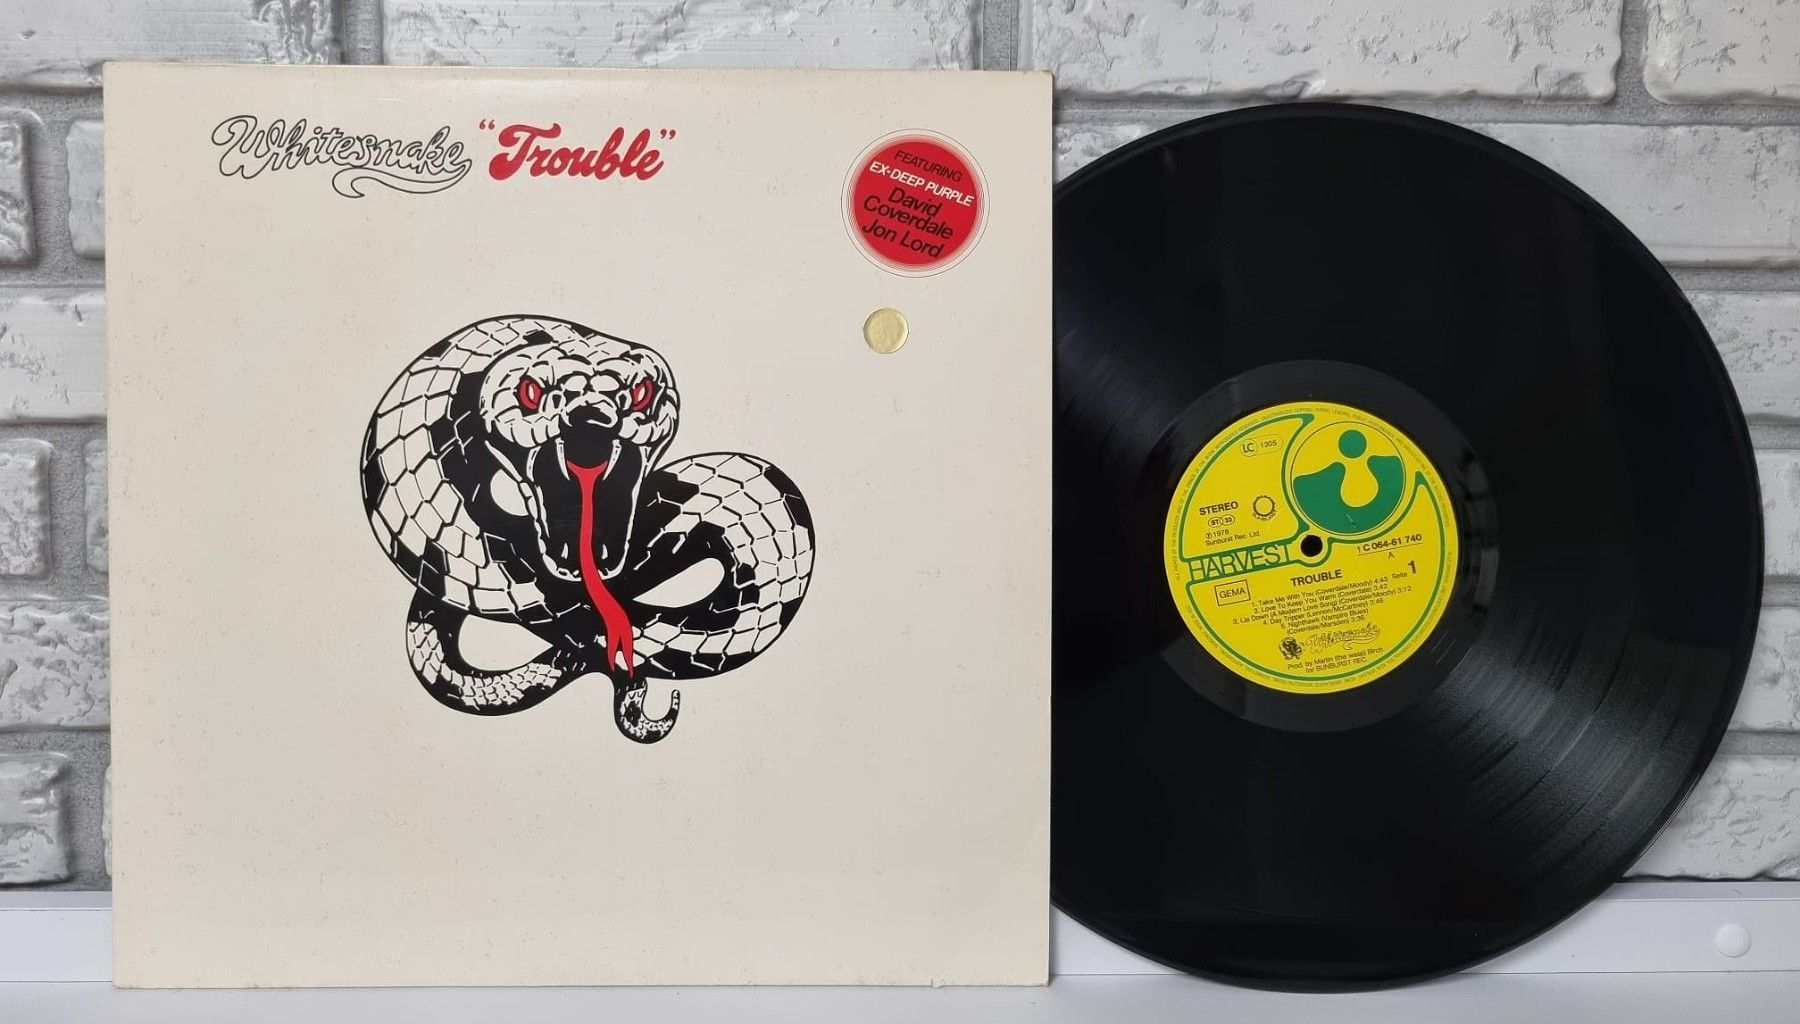 Whitesnake "Trouble"
FEATURING
EX-DEEP PURPLE
David
Coverdale
Jon Lord
LC 1305
STEREO
ST 33
℗ 1978
Sunburst Rec. Ltd.
HARVEST
1 C 064-61 740
A
GEMA
TROUBLE
Seite 1
1. Take Me With You (Coverdale/Moody) 4:43
2. Love To Keep You Warm (Coverdale) 3:42
3. Lie Down (A Modern Love Song) (Coverdale/Moody) 3:12
4. Day Tripper (Lennon/McCartney) 3:46
5. Nighthawk (Vampire Blues)
(Coverdale/Marsden) 3:36
Whitesnake
Prod. by Martin (the wasp) Birch
for SUNBURST REC.